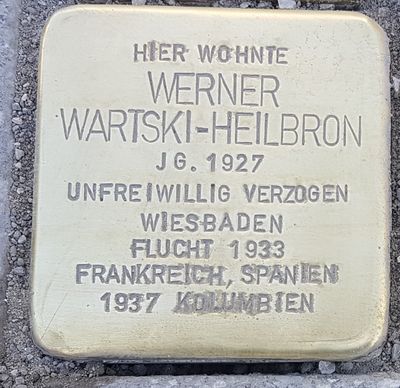 HIER WOHNTE
WERNER
WARTSKI-HEILBRON
JG. 1927
UNFREIWILLIG VERZOGEN
WIESBADEN
FLUCHT 1933
FRANKREICH, SPANIEN
1937 KOLUMBIEN